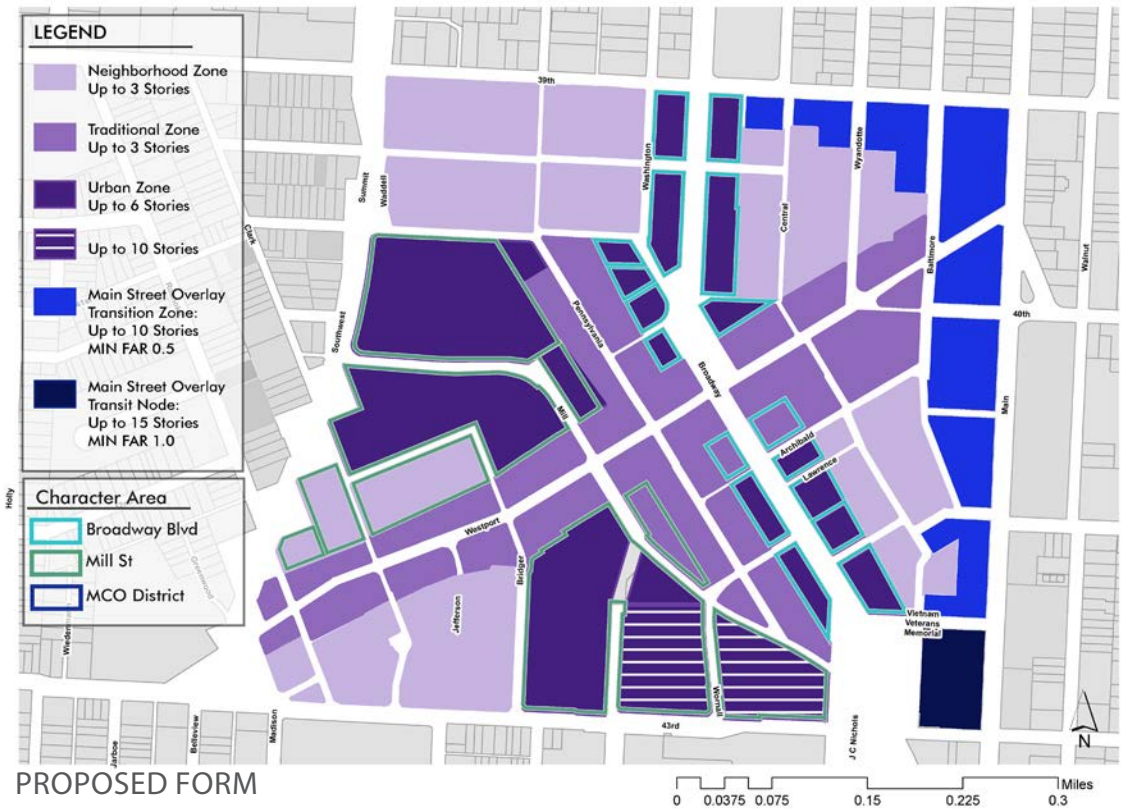 LEGEND
Neighborhood Zone
Up to 3 Stories
Traditional Zone
Up to 3 Stories
Urban Zone
Up to 6 Stories
Up to 10 Stories
Main Street Overlay
Transition Zone:
Up to 10 Stories
MIN FAR 0.5
Main Street Overlay
Transit Node:
Up to 15 Stories
MIN FAR 1.0
Character Area
Broadway Blvd
Mill St
MCO District
39th
Washington
Wyandotte
Summit
Waddell
Central
Clark
Baltimore
Walnut
Southwest
Pennsylvania
40th
Broadway
Main
Mill
Archibald
Lawrence
Holly
Westport
Bridger
Greenwood
Jefferson
Vietnam
Veterans
Memorial
Wornall
43rd
J C Nichols
Madison
Belleview
Jarboe
N
PROPOSED FORM
Miles
0 0.0375 0.075 0.15 0.225 0.3